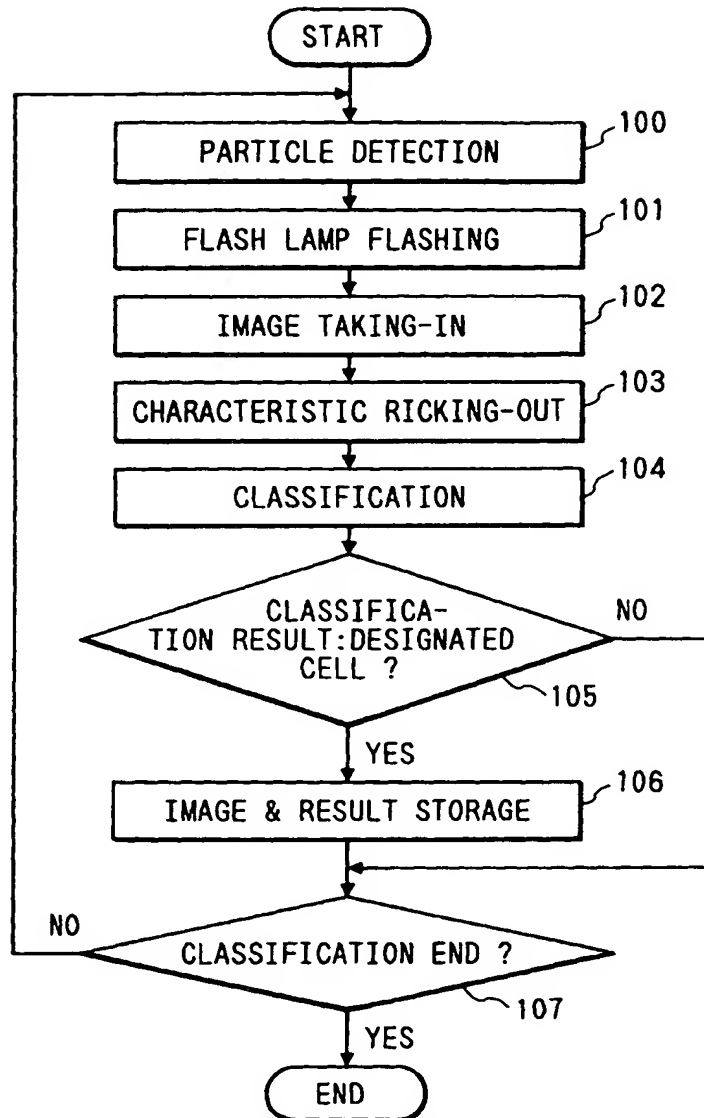 START
100
PARTICLE DETECTION
101
FLASH LAMP FLASHING
102
IMAGE TAKING-IN
103
CHARACTERISTIC RICKING-OUT
104
CLASSIFICATION
CLASSIFICA-
TION RESULT:DESIGNATED
CELL ?
NO
105
YES
106
IMAGE & RESULT STORAGE
NO
CLASSIFICATION END ?
107
YES
END